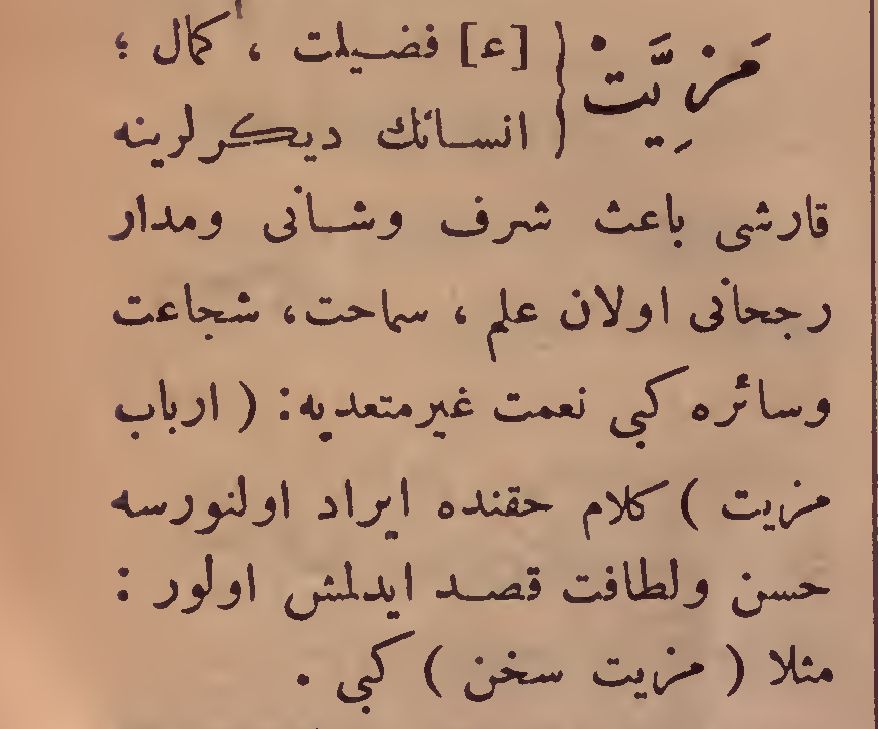 مَزِيَّتْ { [ع] فضيلت ، كمال ؛
انسانك ديكرلرينه
قارشى باعث شرف وشانى ومدار
رجحانى اولان علم ، سماحت، شجاعت
وسائره كبى نعمت غيرمتعديه: ( ارباب
مزيت ) كلام حقنده ايراد اولنورسه
حسن ولطافت قصد ايدلمش اولور :
مثلا ( مزيت سخن ) كبى .